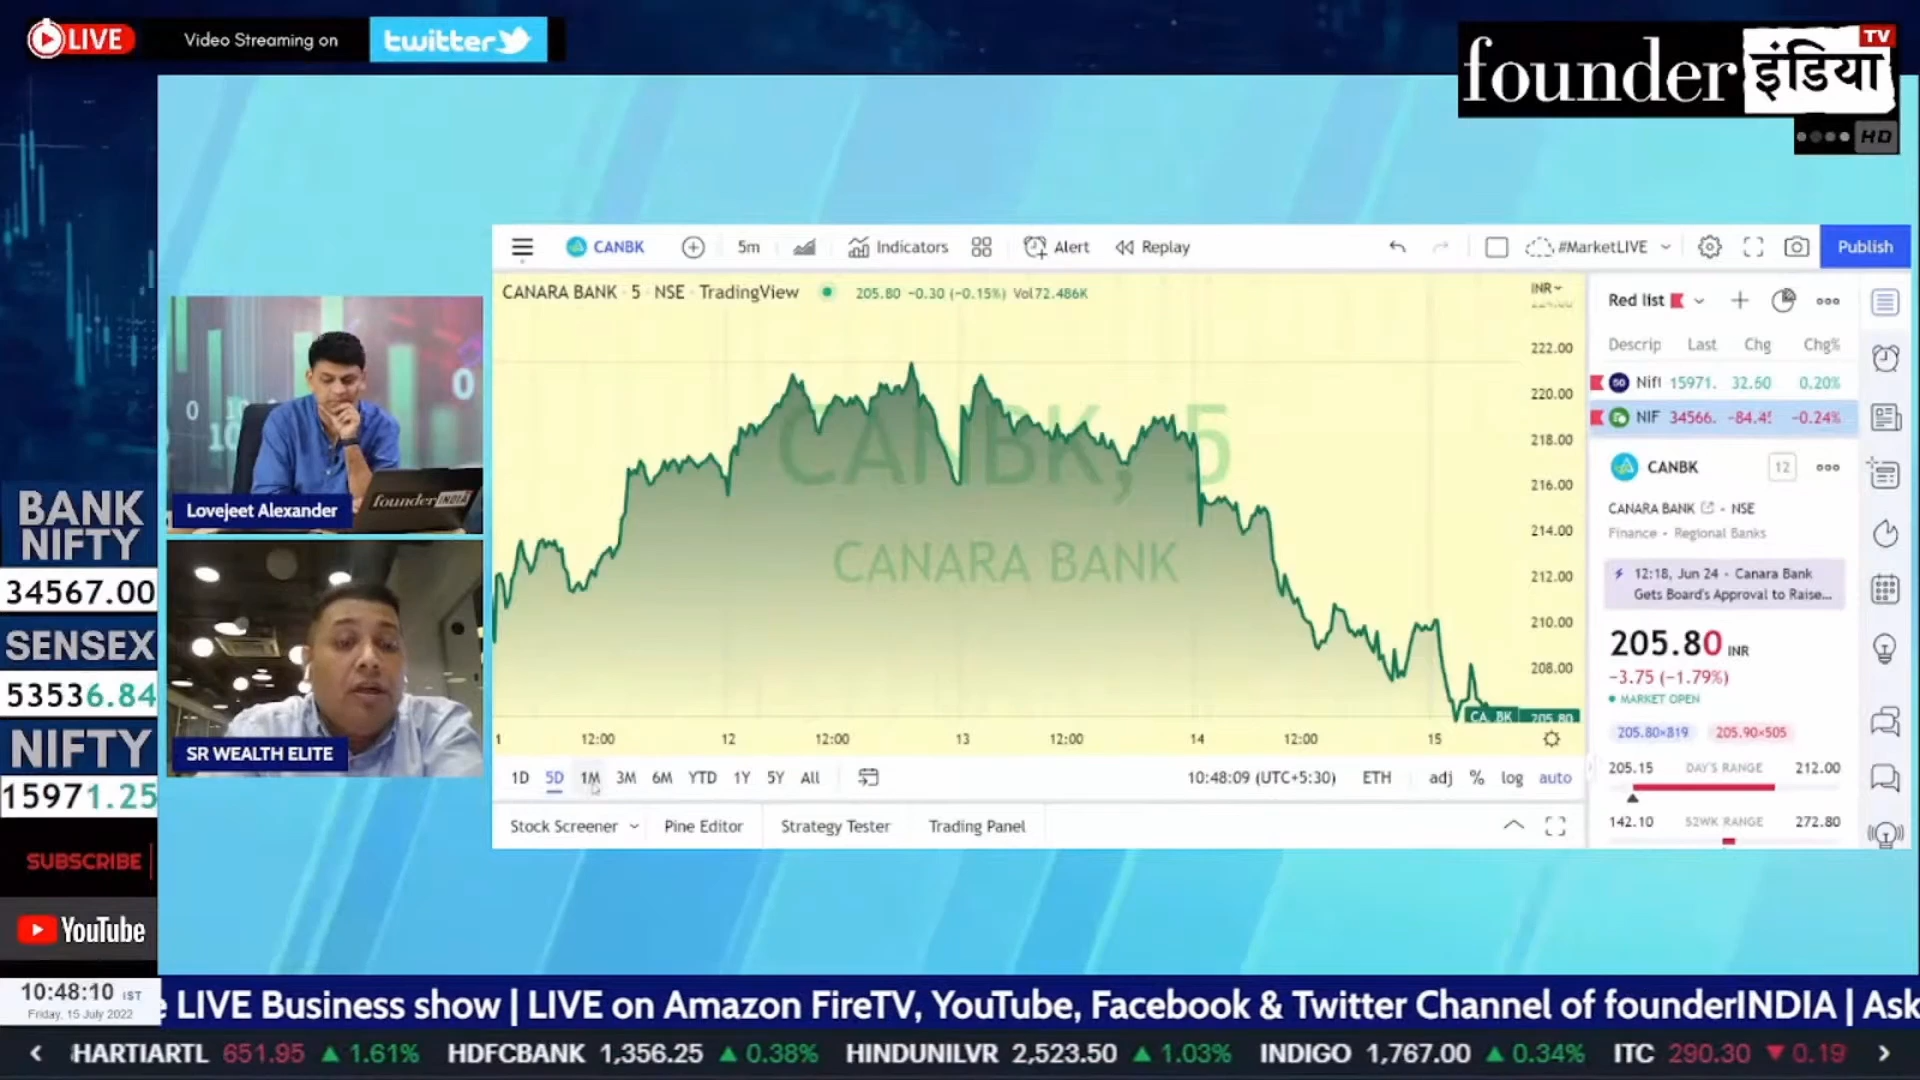 LIVE
Video Streaming on
twitter
founder इंडिया
TV
HD
CANBK
5m
Indicators
Alert
Replay
#MarketLIVE
Publish
CANARA BANK · 5 · NSE · TradingView
205.80 −0.30 (−0.15%) Vol72.486K
INR
222.00
220.00
218.00
216.00
214.00
212.00
210.00
208.00
205.80
CANBK, 5
CANARA BANK
12:00
12
12:00
13
12:00
14
12:00
15
1D
5D
1M
3M
6M
YTD
1Y
5Y
All
10:48:09 (UTC+5:30)
ETH
adj
%
log
auto
Stock Screener
Pine Editor
Strategy Tester
Trading Panel
Red list
Descrip Last Chg Chg%
Nift 15971. 32.60 0.20%
NIF 34566. −84.45 −0.24%
CANBK
12
CANARA BANK · NSE
Finance · Regional Banks
12:18, Jun 24 · Canara Bank
Gets Board's Approval to Raise...
205.80 INR
−3.75 (−1.79%)
MARKET OPEN
205.80×819
205.90×505
205.15 DAY'S RANGE 212.00
142.10 52WK RANGE 272.80
founder INDIA
Lovejeet Alexander
SR WEALTH ELITE
BANK
NIFTY
34567.00
SENSEX
53536.84
NIFTY
15971.25
SUBSCRIBE
YouTube
10:48:10 IST
Friday, 15 July 2022
LIVE Business show | LIVE on Amazon FireTV, YouTube, Facebook & Twitter Channel of founderINDIA | Ask
HARTIARTL 651.95 ▲ 1.61% HDFCBANK 1,356.25 ▲ 0.38% HINDUNILVR 2,523.50 ▲ 1.03% INDIGO 1,767.00 ▲ 0.34% ITC 290.30 ▼ 0.19